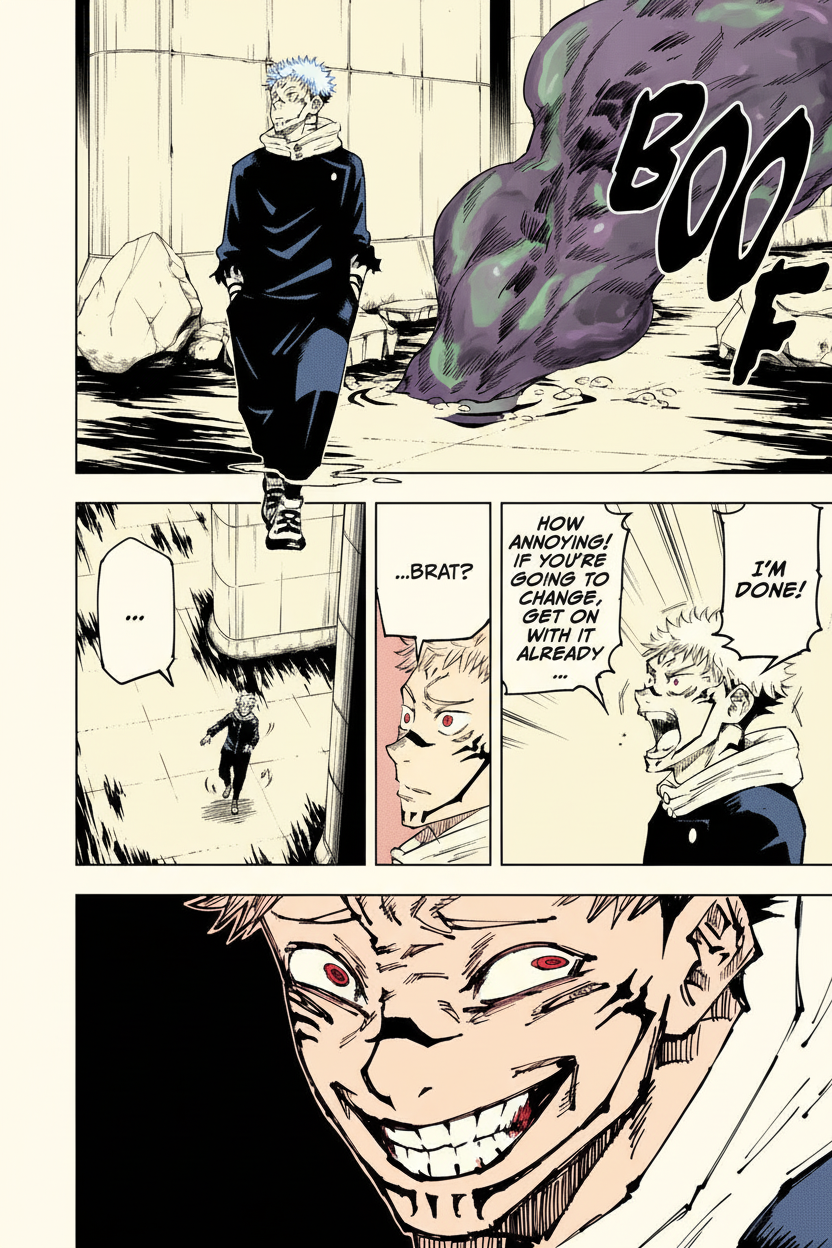 BOOF
I'M
DONE!
HOW
ANNOYING!
IF YOU'RE
GOING TO
CHANGE,
GET ON
WITH IT
ALREADY
...
...BRAT?
...